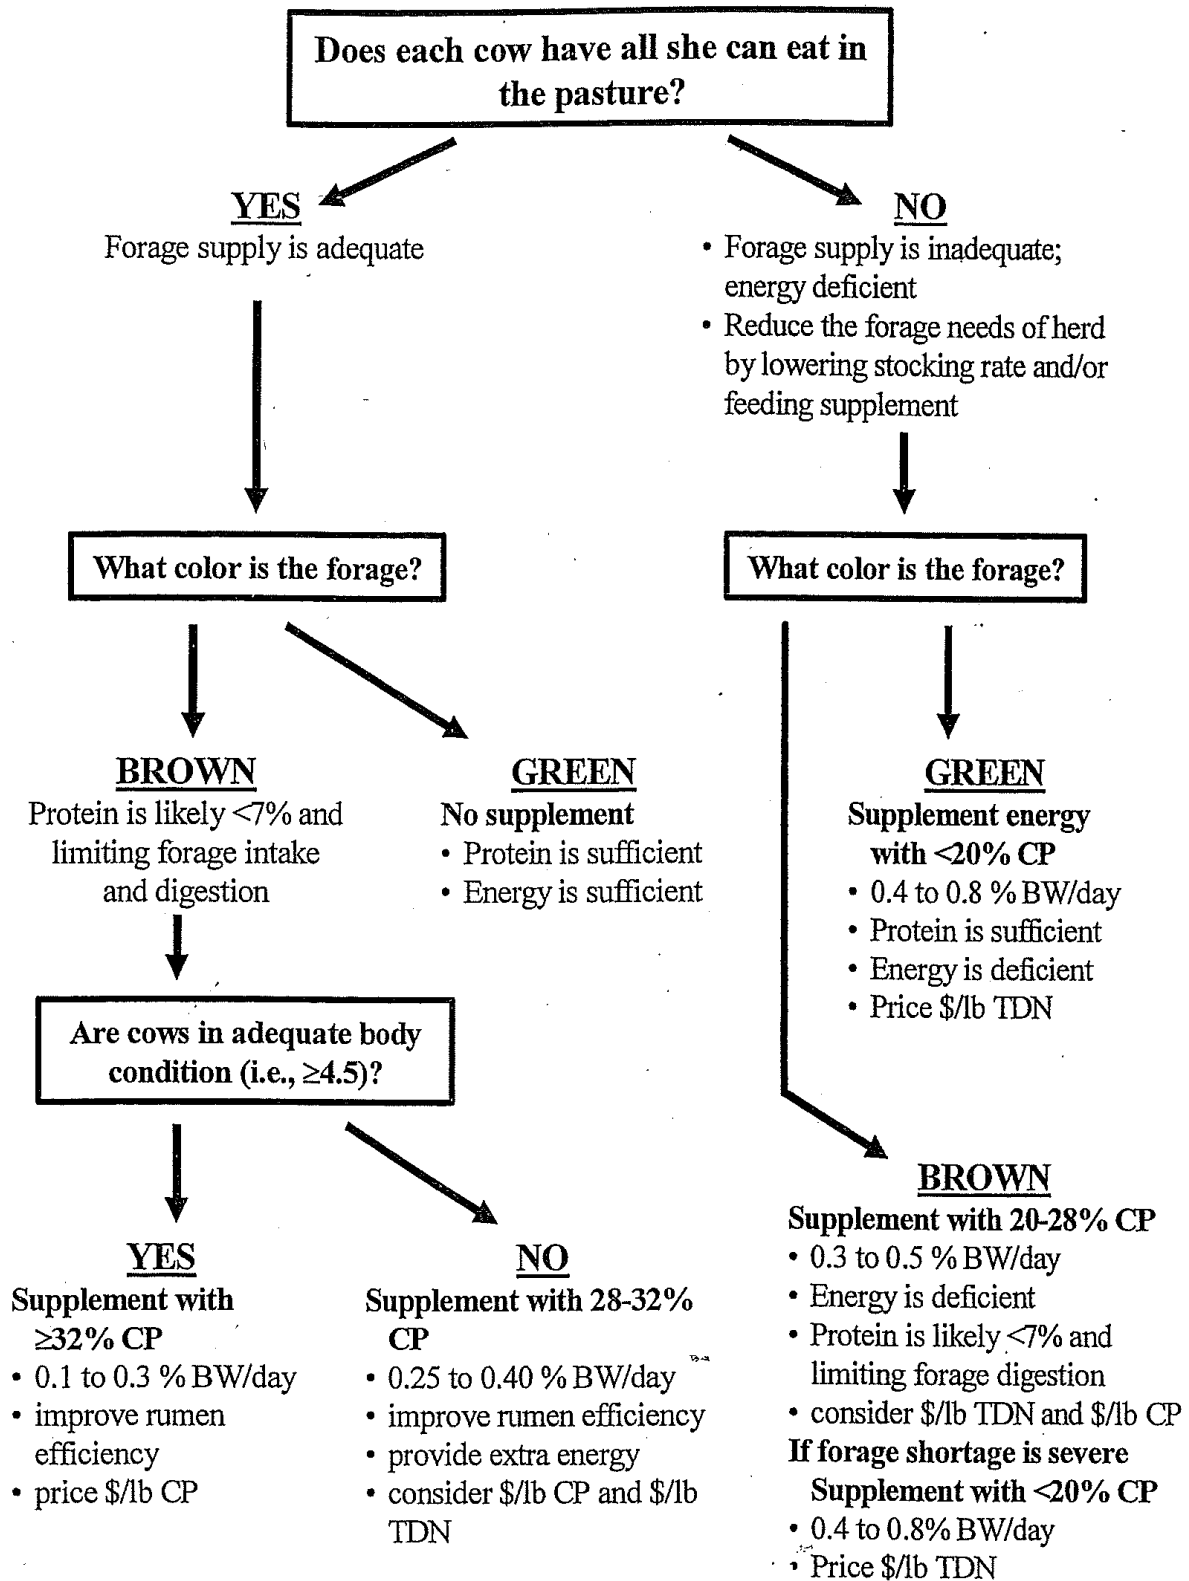 Does each cow have all she can eat in
the pasture?
YES
Forage supply is adequate
NO
• Forage supply is inadequate;
energy deficient
• Reduce the forage needs of herd
by lowering stocking rate and/or
feeding supplement
What color is the forage?
What color is the forage?
BROWN
Protein is likely <7% and
limiting forage intake
and digestion
GREEN
No supplement
• Protein is sufficient
• Energy is sufficient
GREEN
Supplement energy
with <20% CP
• 0.4 to 0.8 % BW/day
• Protein is sufficient
• Energy is deficient
• Price $/lb TDN
Are cows in adequate body
condition (i.e., ≥4.5)?
YES
Supplement with
≥32% CP
• 0.1 to 0.3 % BW/day
• improve rumen
efficiency
• price $/lb CP
NO
Supplement with 28-32%
CP
• 0.25 to 0.40 % BW/day
• improve rumen efficiency
• provide extra energy
• consider $/lb CP and $/lb
TDN
BROWN
Supplement with 20-28% CP
• 0.3 to 0.5 % BW/day
• Energy is deficient
• Protein is likely <7% and
limiting forage digestion
• consider $/lb TDN and $/lb CP
If forage shortage is severe
Supplement with <20% CP
• 0.4 to 0.8% BW/day
• Price $/lb TDN